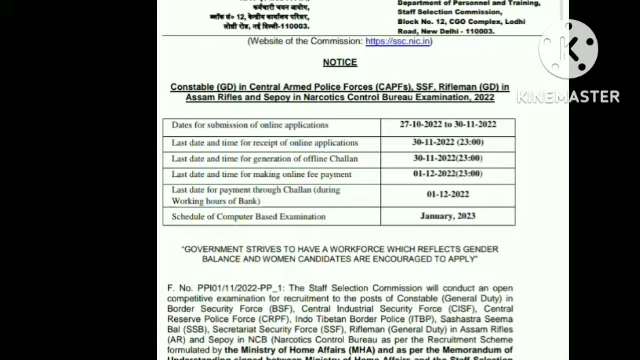 Department of Personnel and Training,
कर्मचारी चयन आयोग,
Staff Selection Commission,
ब्लॉक सं० 12, केन्द्रीय कार्यालय परिसर,
Block No. 12, CGO Complex, Lodhi
लोधी रोड, नई दिल्ली-110003.
Road, New Delhi - 110003.
(Website of the Commission: https://ssc.nic.in)
KINEMASTER
NOTICE
Constable (GD) in Central Armed Police Forces (CAPFs), SSF, Rifleman (GD) in
Assam Rifles and Sepoy in Narcotics Control Bureau Examination, 2022
Dates for submission of online applications 27-10-2022 to 30-11-2022
Last date and time for receipt of online applications 30-11-2022 (23:00)
Last date and time for generation of offline Challan 30-11-2022(23:00)
Last date and time for making online fee payment 01-12-2022(23:00)
Last date for payment through Challan (during
Working hours of Bank) 01-12-2022
Schedule of Computer Based Examination January, 2023
"GOVERNMENT STRIVES TO HAVE A WORKFORCE WHICH REFLECTS GENDER
BALANCE AND WOMEN CANDIDATES ARE ENCOURAGED TO APPLY"
F. No. PPI01/11/2022-PP_1: The Staff Selection Commission will conduct an open
competitive examination for recruitment to the posts of Constable (General Duty) in
Border Security Force (BSF), Central Industrial Security Force (CISF), Central
Reserve Police Force (CRPF), Indo Tibetan Border Police (ITBP), Sashastra Seema
Bal (SSB), Secretariat Security Force (SSF), Rifleman (General Duty) in Assam Rifles
(AR) and Sepoy in NCB (Narcotics Control Bureau as per the Recruitment Scheme
formulated by the Ministry of Home Affairs (MHA) and as per the Memorandum of
Understanding signed between Ministry of Home Affairs and the Staff Selection